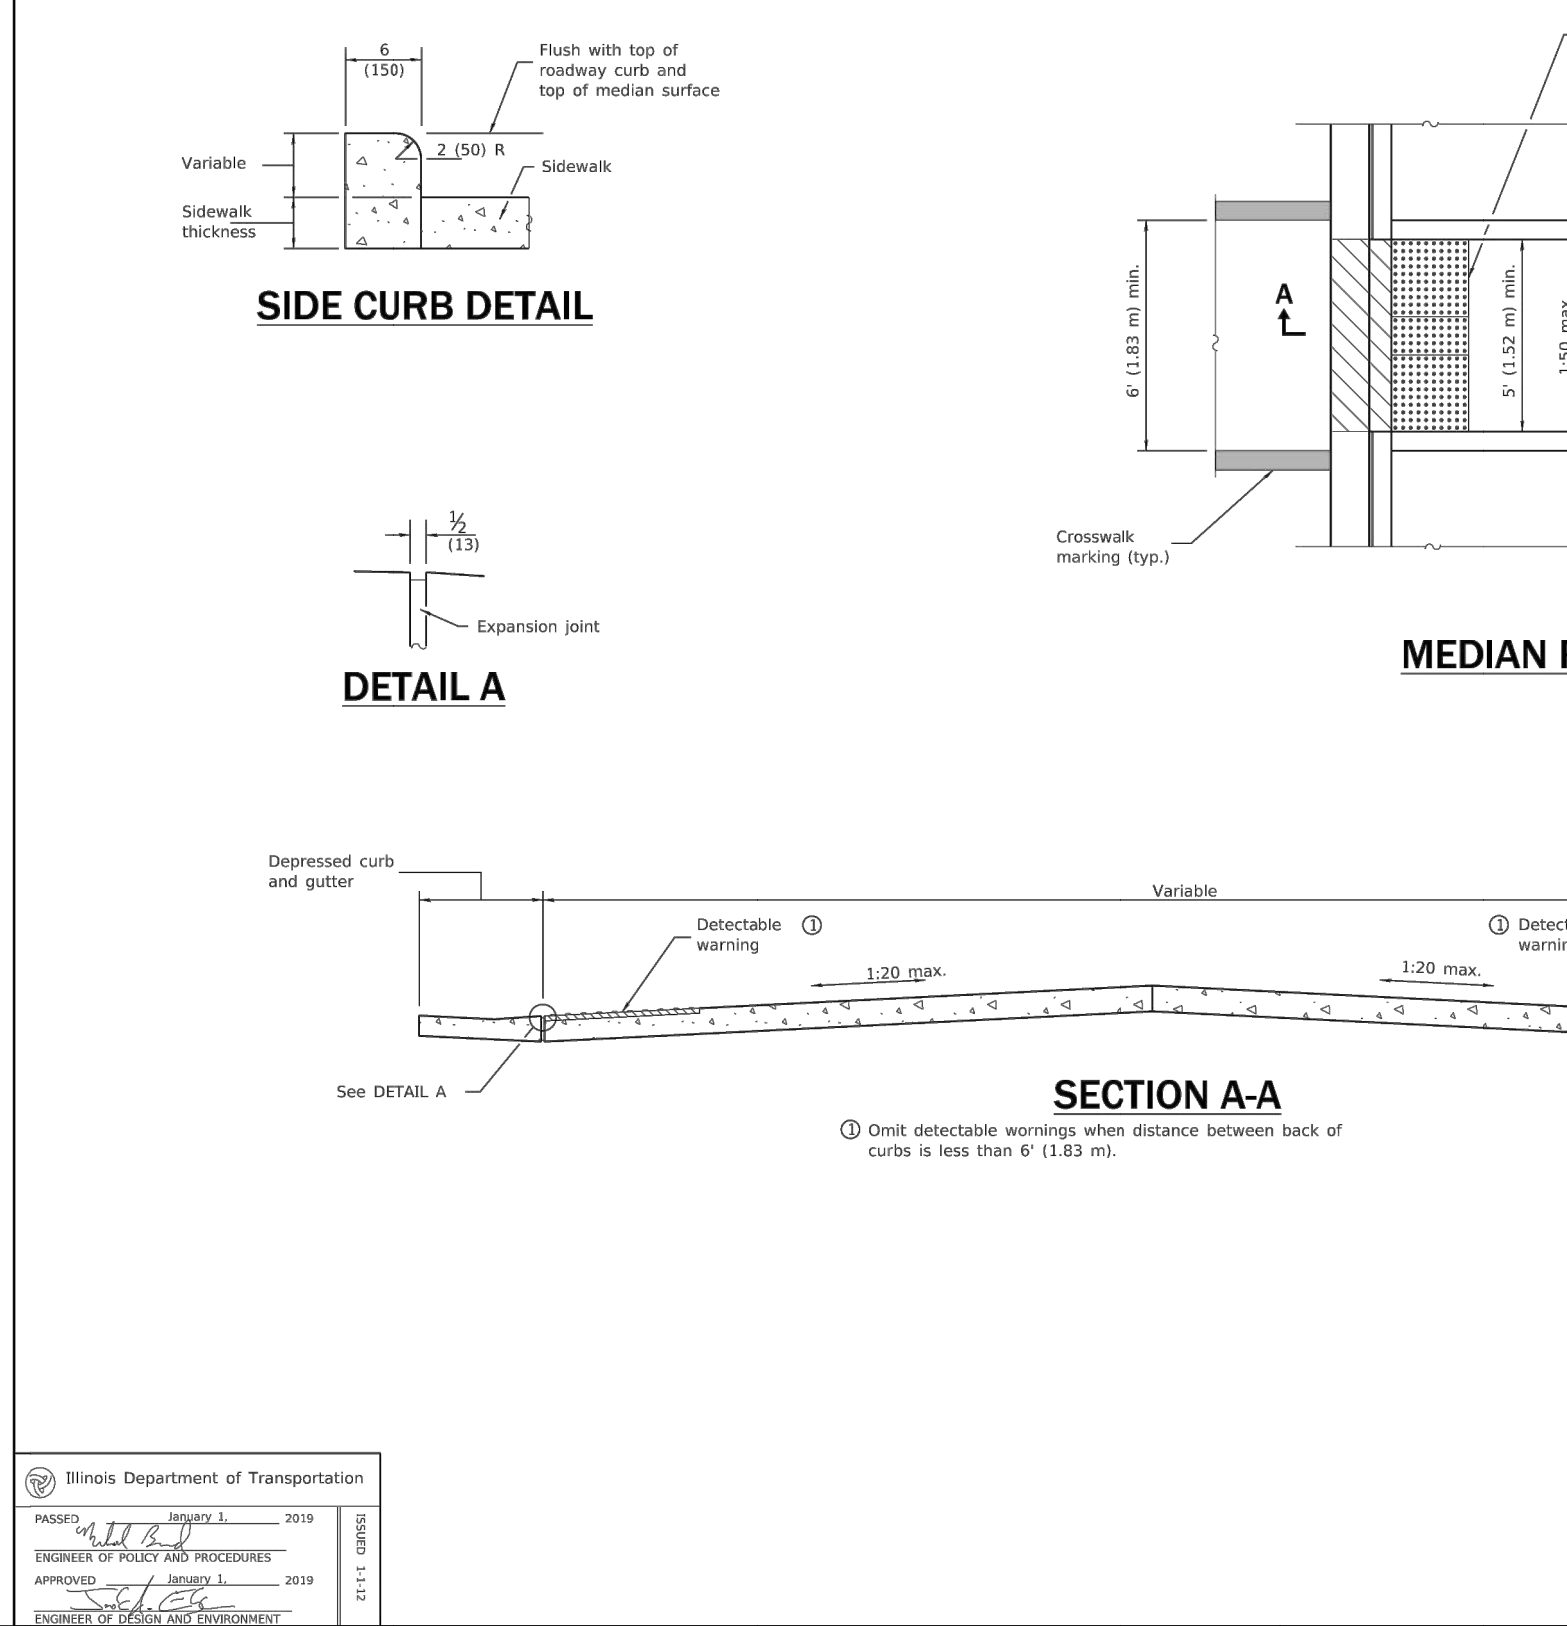 6
(150)
Flush with top of
roadway curb and
top of median surface
2 (50) R
Variable
Sidewalk
Sidewalk
thickness
SIDE CURB DETAIL
1/2
(13)
Expansion joint
DETAIL A
6' (1.83 m) min.
A
5' (1.52 m) min.
1:50 max
Crosswalk
marking (typ.)
MEDIAN
Depressed curb
and gutter
Variable
Detectable ①
warning
① Detect
warnin
1:20 max.
1:20 max.
See DETAIL A
SECTION A-A
① Omit detectable wornings when distance between back of
curbs is less than 6' (1.83 m).
Illinois Department of Transportation
PASSED January 1, 2019
ENGINEER OF POLICY AND PROCEDURES
APPROVED January 1, 2019
ENGINEER OF DESIGN AND ENVIRONMENT
ISSUED 1-1-12